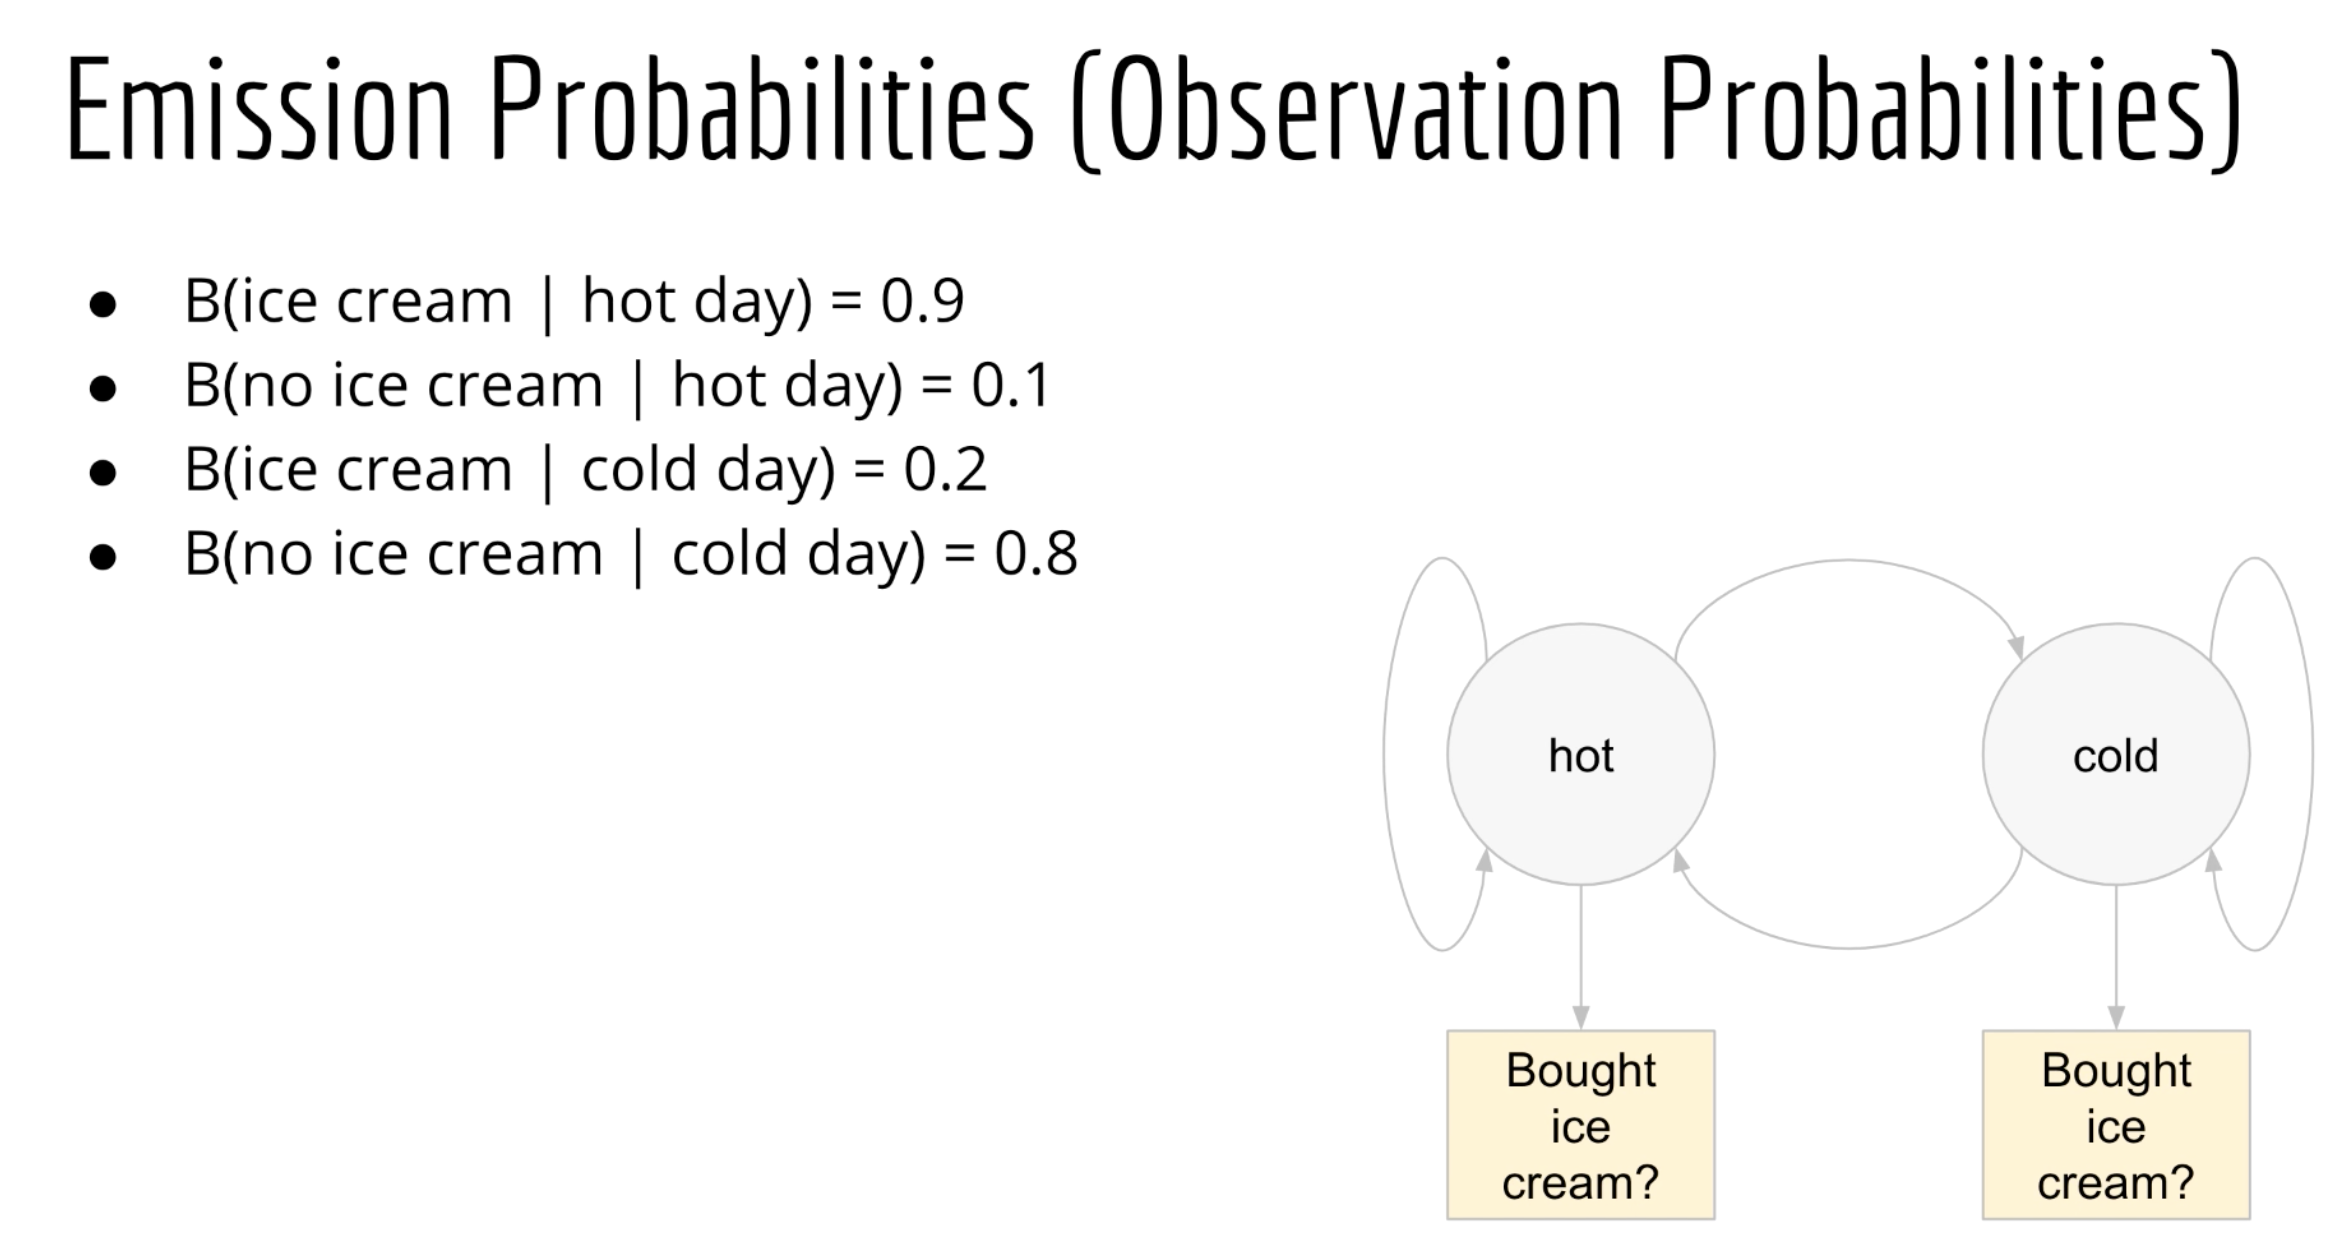 Emission Probabilities (Observation Probabilities)
● B(ice cream | hot day) = 0.9
● B(no ice cream | hot day) = 0.1
● B(ice cream | cold day) = 0.2
● B(no ice cream | cold day) = 0.8
hot
cold
Bought
ice
cream?
Bought
ice
cream?